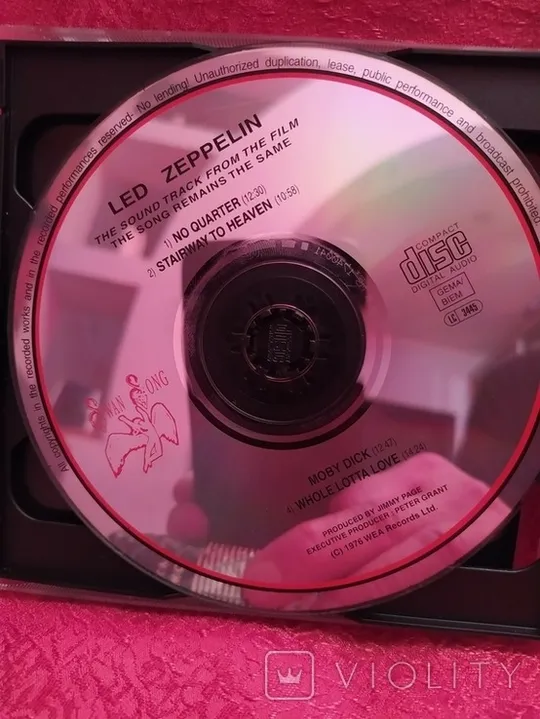 All copyrights in the recorded works and in the recorded performances reserved- No lending! Unauthorized duplication, lease, public performance and broadcast prohibited.
LED ZEPPELIN
THE SOUND TRACK FROM THE FILM
THE SONG REMAINS THE SAME
1) NO QUARTER (12:30)
2) STAIRWAY TO HEAVEN (10:58)
COMPACT
disc
DIGITAL AUDIO
GEMA/
BIEM
LC 3445
SWAN SONG
MOBY DICK (12:47)
4) WHOLE LOTTA LOVE (14:24)
PRODUCED BY JIMMY PAGE
EXECUTIVE PRODUCER : PETER GRANT
(C) 1976 WEA Records Ltd.
VIOLITY